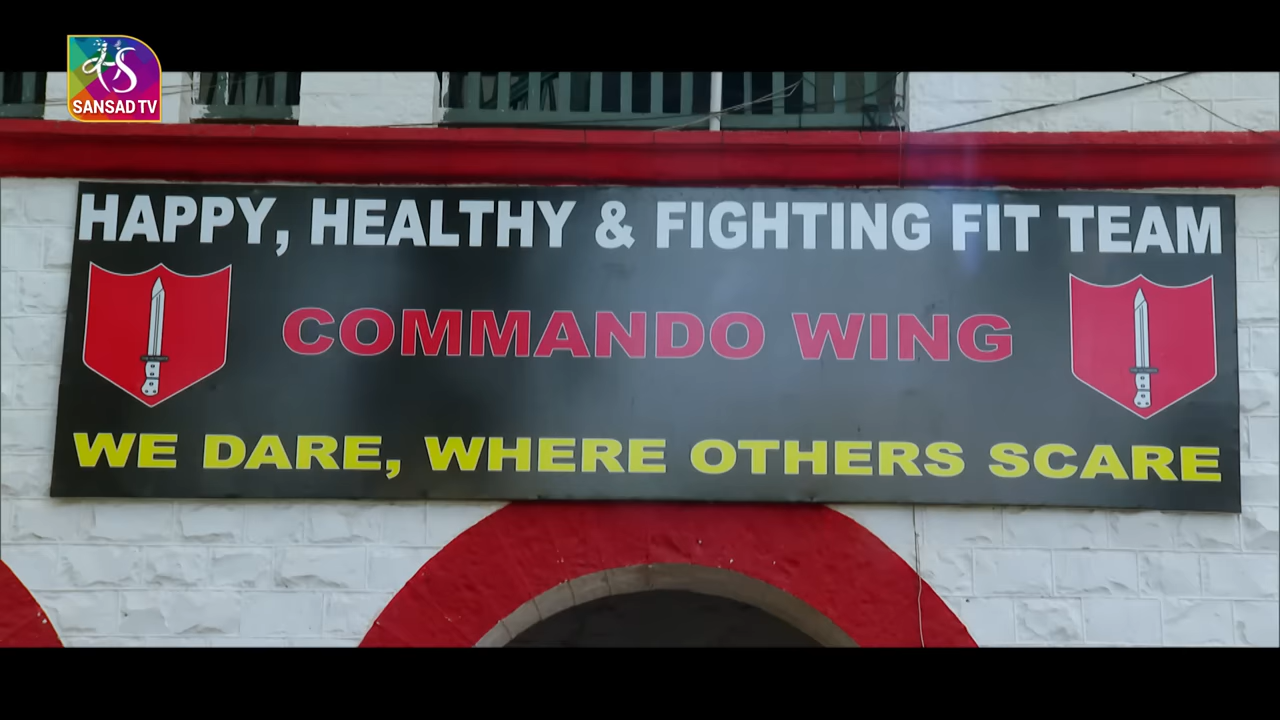 SANSAD TV
HAPPY, HEALTHY & FIGHTING FIT TEAM
COMMANDO WING
WE DARE, WHERE OTHERS SCARE